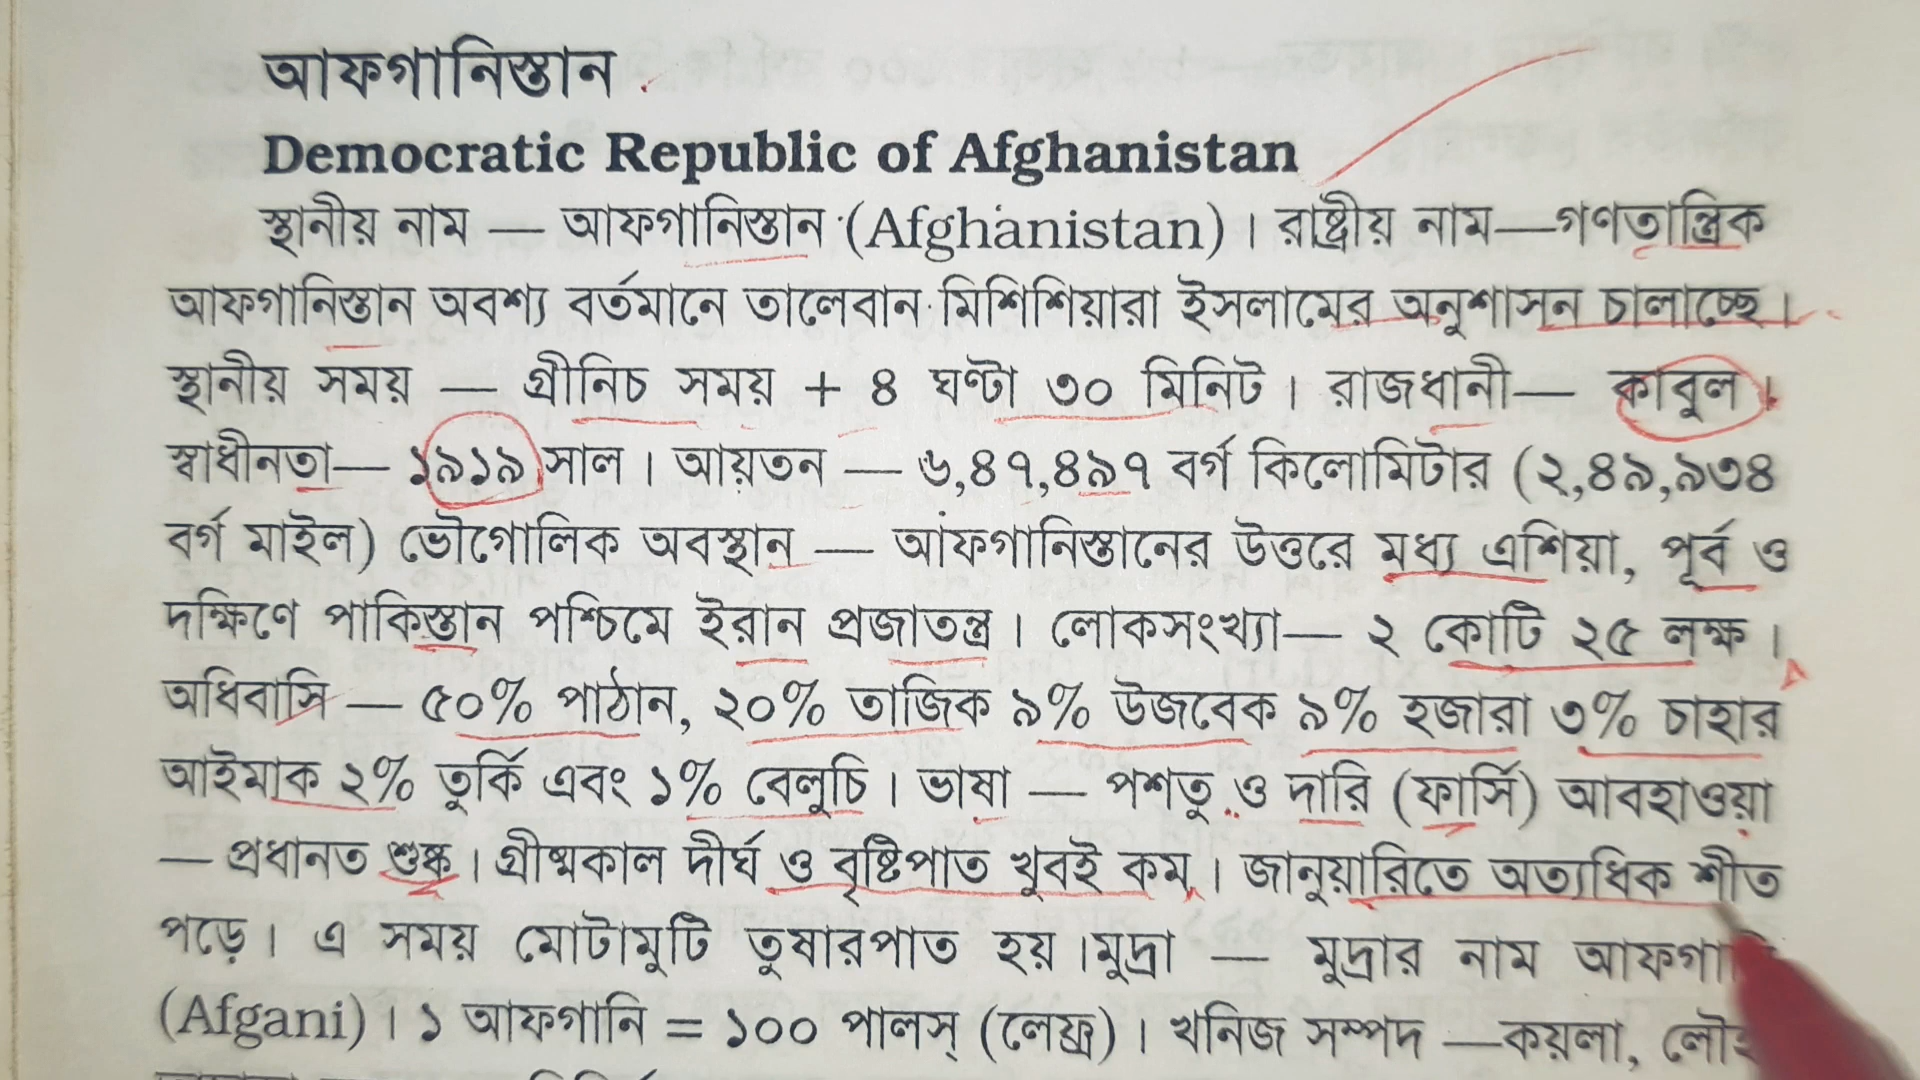 আফগানিস্তান
Democratic Republic of Afghanistan
স্থানীয় নাম — আফগানিস্তান (Afghanistan) । রাষ্ট্রীয় নাম—গণতান্ত্রিক
আফগানিস্তান অবশ্য বর্তমানে তালেবান মিশিশিয়ারা ইসলামের অনুশাসন চালাচ্ছে ।
স্থানীয় সময় — গ্রীনিচ সময় + ৪ ঘণ্টা ৩০ মিনিট । রাজধানী— কাবুল ।
স্বাধীনতা— ১৯১৯ সাল । আয়তন — ৬,৪৭,৪৯৭ বর্গ কিলোমিটার (২,৪৯,৯৩৪
বর্গ মাইল) ভৌগোলিক অবস্থান — আফগানিস্তানের উত্তরে মধ্য এশিয়া, পূর্ব ও
দক্ষিণে পাকিস্তান পশ্চিমে ইরান প্রজাতন্ত্র । লোকসংখ্যা— ২ কোটি ২৫ লক্ষ ।
অধিবাসি — ৫০% পাঠান, ২০% তাজিক ৯% উজবেক ৯% হজারা ৩% চাহার
আইমাক ২% তুর্কি এবং ১% বেলুচি । ভাষা — পশতু ও দারি (ফার্সি) আবহাওয়া
— প্রধানত শুষ্ক । গ্রীষ্মকাল দীর্ঘ ও বৃষ্টিপাত খুবই কম । জানুয়ারিতে অত্যধিক শীত
পড়ে । এ সময় মোটামুটি তুষারপাত হয় ।মুদ্রা — মুদ্রার নাম
(Afgani) । ১ আফগানি = ১০০ পালস্ (লেফ্র) । খনিজ সম্পদ —কয়লা,